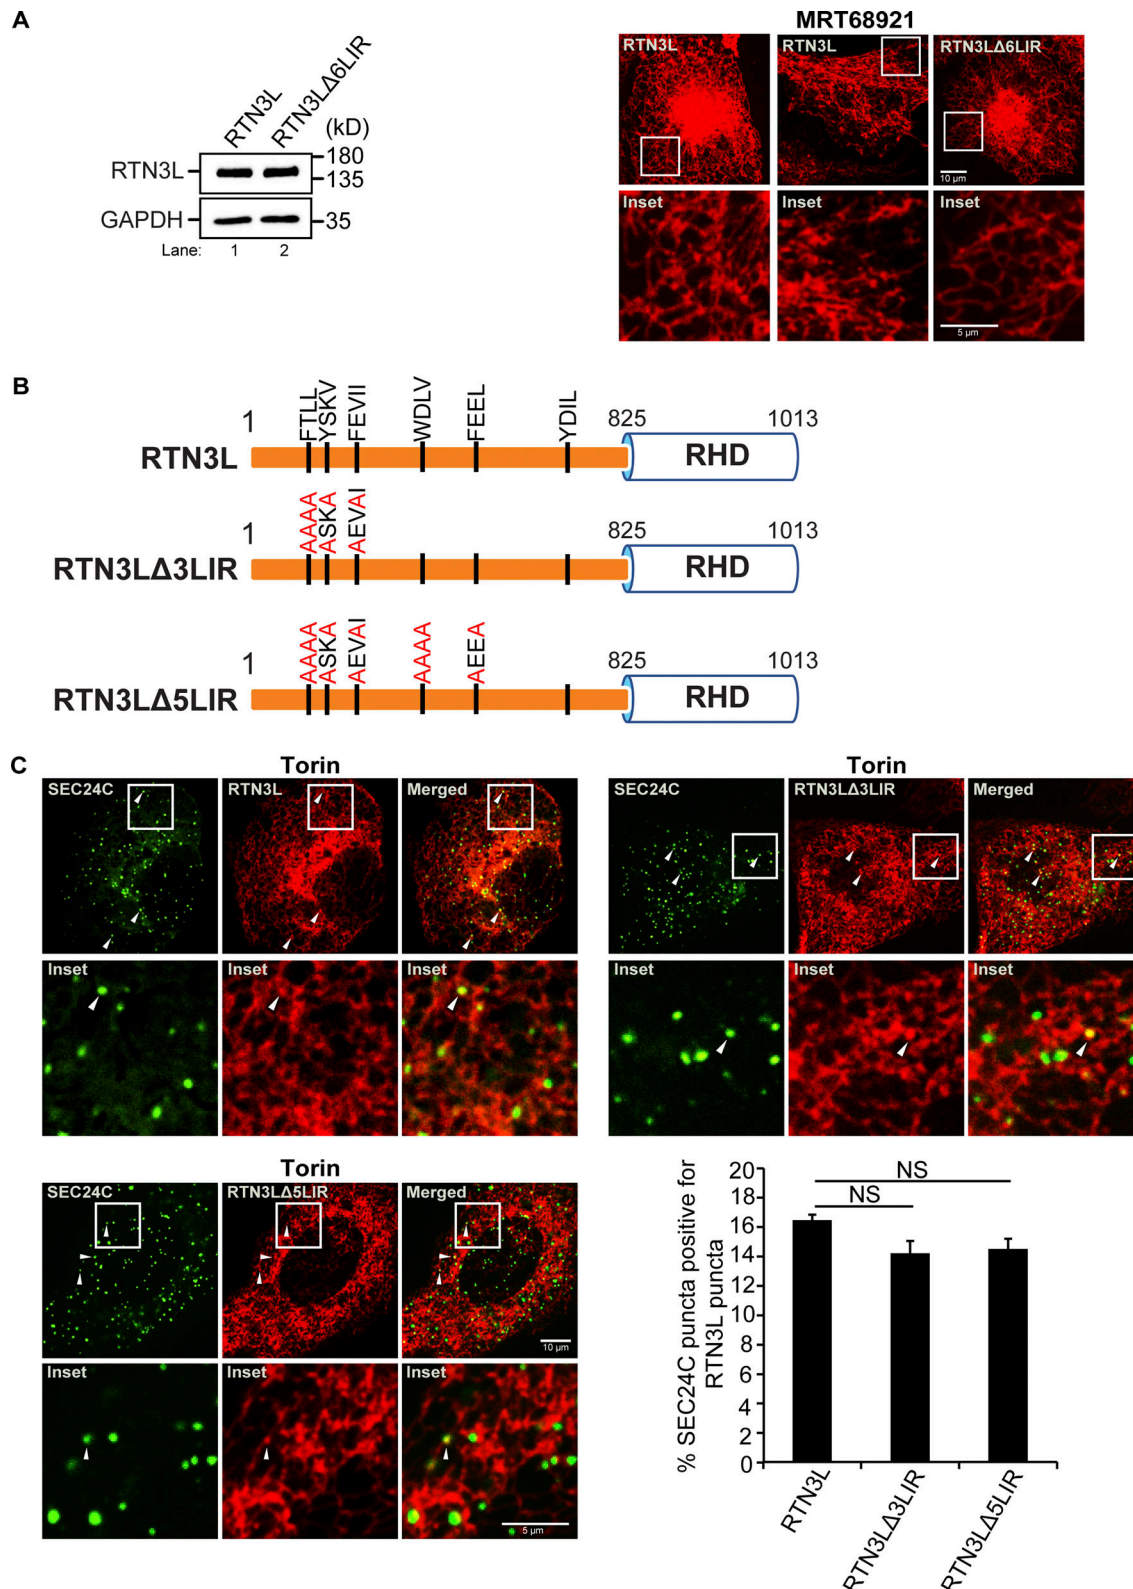 A
RTN3L
RTN3LΔ6LIR
(kD)
RTN3L
180
135
GAPDH
35
Lane: 1 2
MRT68921
RTN3L
RTN3L
RTN3LΔ6LIR
10 µm
Inset
Inset
Inset
5 µm
B
FTLL
YSKV
FEVII
WDLV
FEEL
YDIL
1
825
1013
RTN3L
RHD
AAAA
ASKA
AEVAI
1
825
1013
RTN3LΔ3LIR
RHD
AAAA
ASKA
AEVAI
AAAA
AEEA
1
825
1013
RTN3LΔ5LIR
RHD
C
Torin
SEC24C
RTN3L
Merged
Inset
Inset
Inset
Torin
SEC24C
RTN3LΔ3LIR
Merged
Inset
Inset
Inset
Torin
SEC24C
RTN3LΔ5LIR
Merged
10 µm
Inset
Inset
Inset
5 µm
% SEC24C puncta positive for
RTN3L puncta
20
18
16
14
12
10
8
6
4
2
0
NS
NS
RTN3L
RTN3LΔ3LIR
RTN3LΔ5LIR